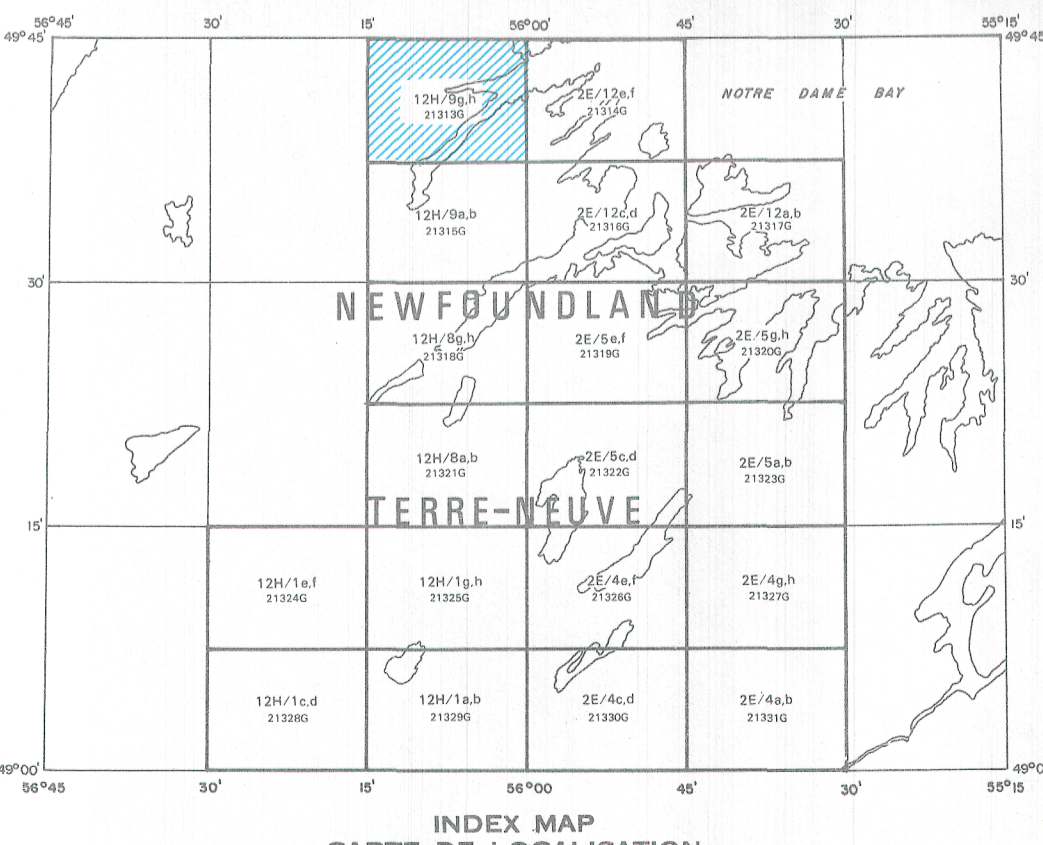 56°45' 30' 15' 56°00' 45' 30' 55°15'
49°45' 49°45'
NOTRE DAME BAY
12H/9g,h
21313G
2E/12e,f
21314G
12H/9a,b
21315G
2E/12c,d
21316G
2E/12a,b
21317G
30' 30'
NEWFOUNDLAND
12H/8g,h
21318G
2E/5e,f
21319G
2E/5g,h
21320G
12H/8a,b
21321G
2E/5c,d
21322G
2E/5a,b
21323G
TERRE-NEUVE
15' 15'
12H/1e,f
21324G
12H/1g,h
21325G
2E/4e,f
21326G
2E/4g,h
21327G
12H/1c,d
21328G
12H/1a,b
21329G
2E/4c,d
21330G
2E/4a,b
21331G
49°00' 49°0
56°45' 30' 15' 56°00' 45' 30' 55°15'
INDEX MAP
CARTE DE LOCALISATION